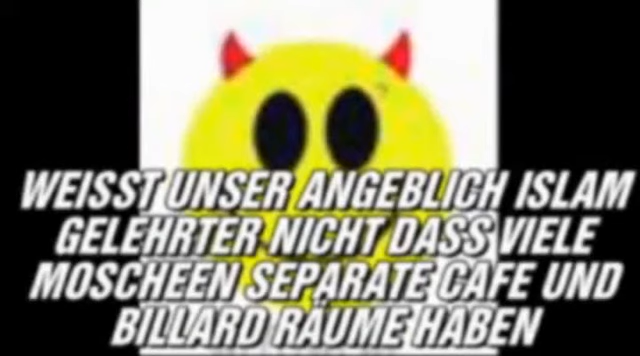 WEISST UNSER ANGEBLICH ISLAM
GELEHRTER NICHT DASS VIELE
MOSCHEEN SEPARATE CAFE UND
BILLARD RÄUME HABEN